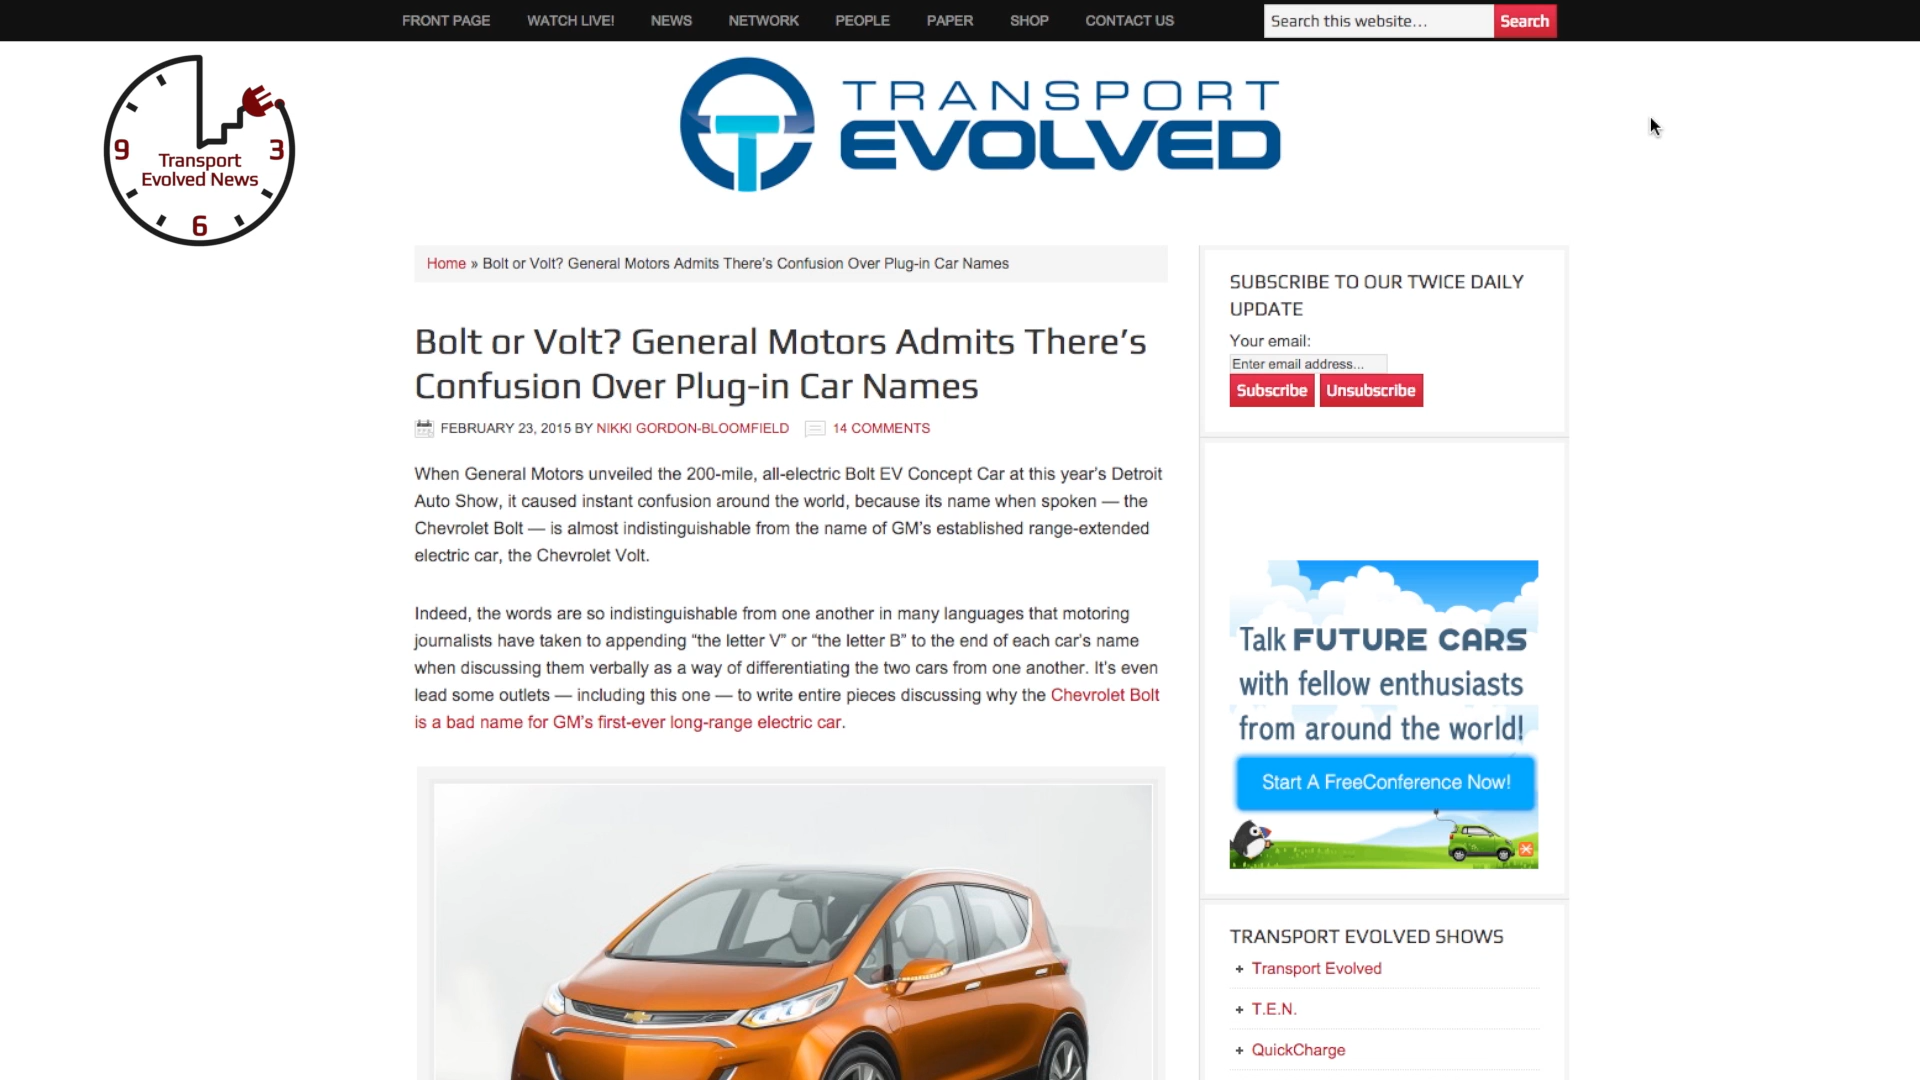 FRONT PAGE WATCH LIVE! NEWS NETWORK PEOPLE PAPER SHOP CONTACT US Search this website... Search
9 3
Transport
Evolved News
6
TRANSPORT
EVOLVED
Home » Bolt or Volt? General Motors Admits There's Confusion Over Plug-in Car Names
Bolt or Volt? General Motors Admits There's
Confusion Over Plug-in Car Names
FEBRUARY 23, 2015 BY NIKKI GORDON-BLOOMFIELD 14 COMMENTS
When General Motors unveiled the 200-mile, all-electric Bolt EV Concept Car at this year's Detroit
Auto Show, it caused instant confusion around the world, because its name when spoken — the
Chevrolet Bolt — is almost indistinguishable from the name of GM's established range-extended
electric car, the Chevrolet Volt.
Indeed, the words are so indistinguishable from one another in many languages that motoring
journalists have taken to appending “the letter V” or “the letter B” to the end of each car's name
when discussing them verbally as a way of differentiating the two cars from one another. It's even
lead some outlets — including this one — to write entire pieces discussing why the Chevrolet Bolt
is a bad name for GM's first-ever long-range electric car.
SUBSCRIBE TO OUR TWICE DAILY
UPDATE
Your email:
Enter email address...
Subscribe Unsubscribe
Talk FUTURE CARS
with fellow enthusiasts
from around the world!
Start A FreeConference Now!
TRANSPORT EVOLVED SHOWS
Transport Evolved
T.E.N.
QuickCharge